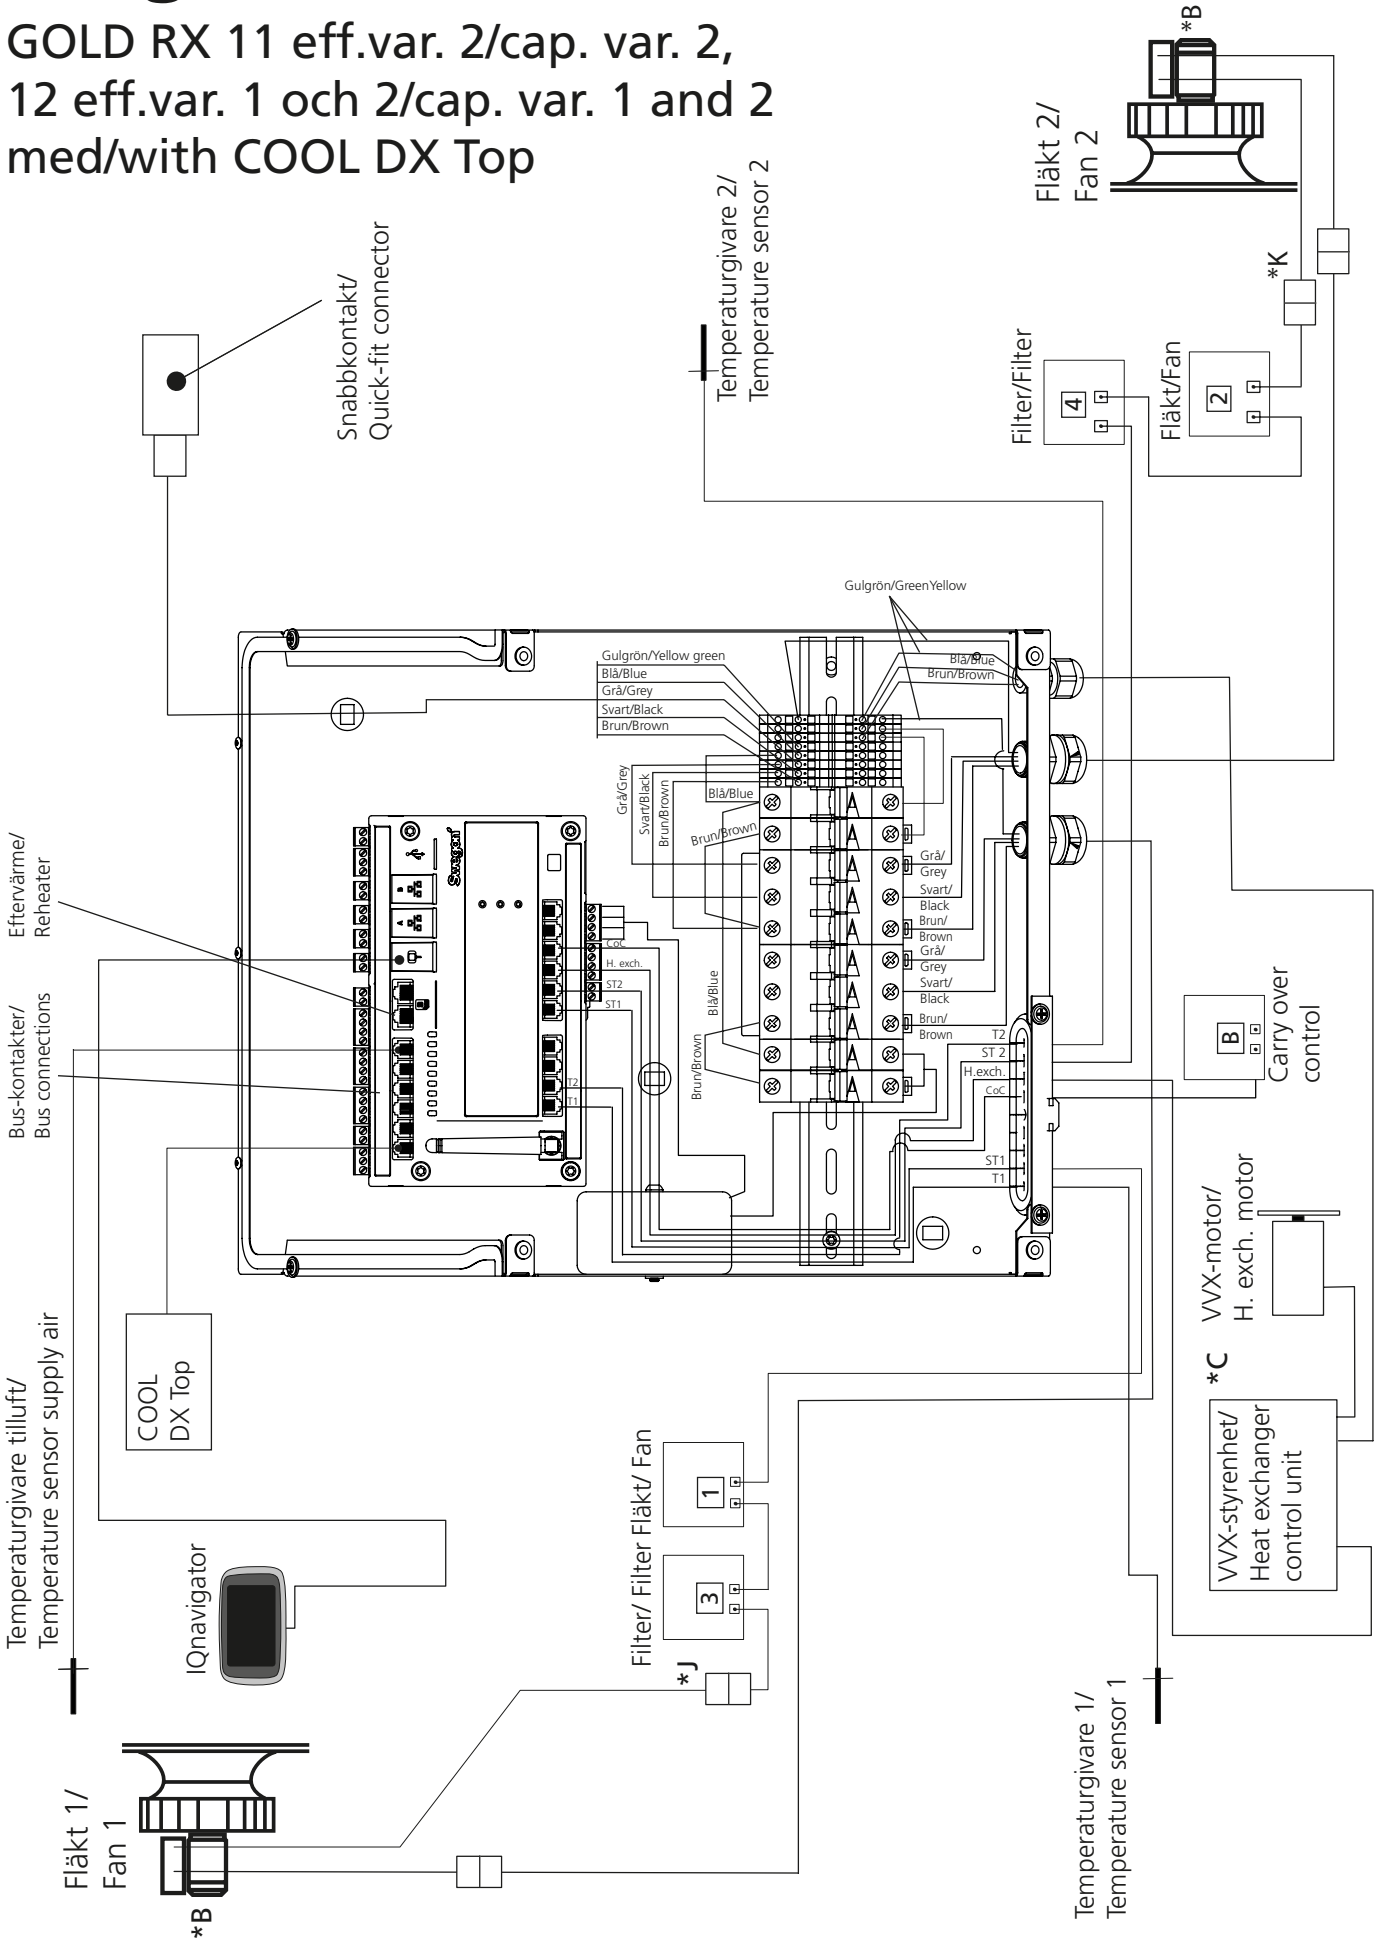 GOLD RX 11 eff.var. 2/cap. var. 2,
12 eff.var. 1 och 2/cap. var. 1 and 2
med/with COOL DX Top
*B
Fläkt 2/
Fan 2
Temperaturgivare 2/
Temperature sensor 2
Snabbkontakt/
Quick-fit connector
*K
Filter/Filter
4
Fläkt/Fan
2
Gulgrön/GreenYellow
Blå/Blue
Brun/Brown
Gulgrön/Yellow green
Blå/Blue
Grå/Grey
Svart/Black
Brun/Brown
Grå/Grey
Svart/Black
Brun/Brown
Blå/Blue
Brun/Brown
Blå/Blue
Brun/Brown
Grå/
Grey
Svart/
Black
Brun/
Brown
Grå/
Grey
Svart/
Black
Brun/
Brown
T2
ST 2
H.exch.
CoC
ST1
T1
Swegon
A
B
CoC
H. exch.
ST2
ST1
T2
T1
Eftervärme/
Reheater
Bus-kontakter/
Bus connections
B
Carry over
control
VVX-motor/
H. exch. motor
*C
VVX-styrenhet/
Heat exchanger
control unit
Temperaturgivare tilluft/
Temperature sensor supply air
COOL
DX Top
IQnavigator
Filter/ Filter Fläkt/ Fan
1
3
*J
Fläkt 1/
Fan 1
*B
Temperaturgivare 1/
Temperature sensor 1